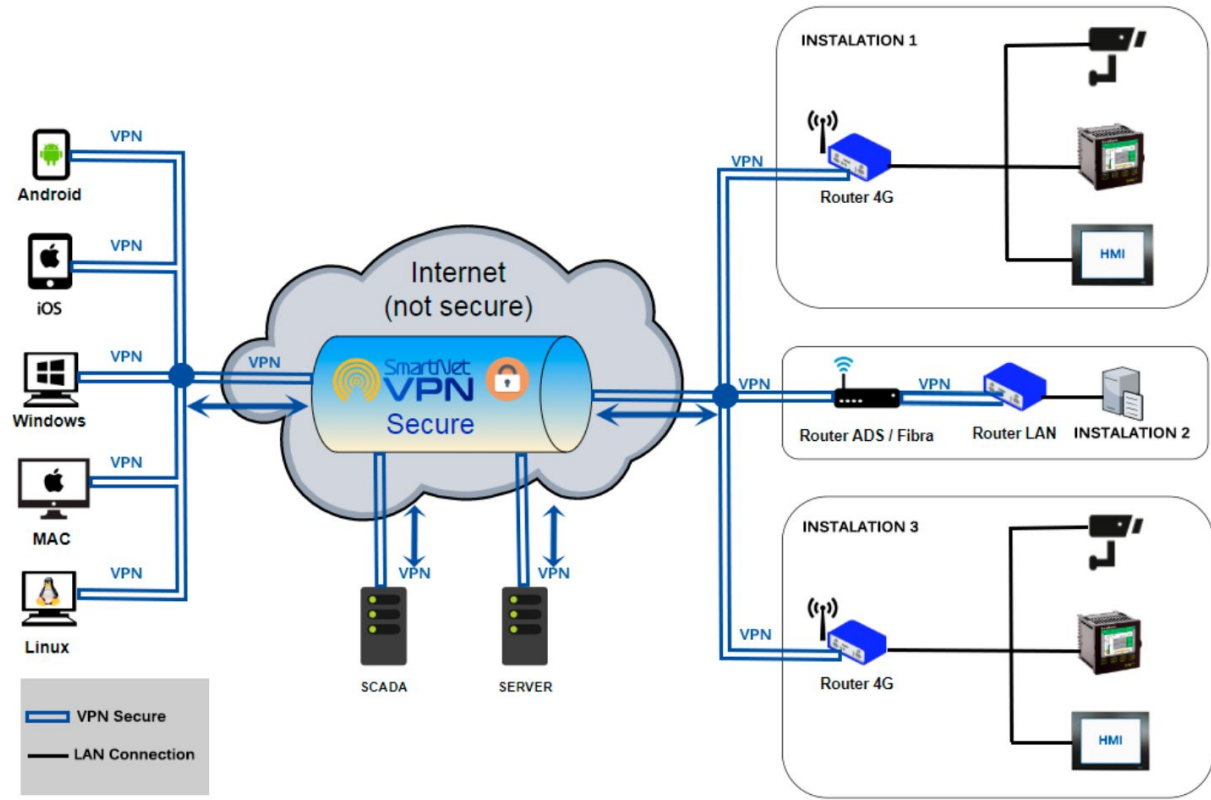 VPN
Android
VPN
iOS
VPN
Windows
VPN
MAC
VPN
Linux
VPN Secure
LAN Connection
VPN
Internet
(not secure)
SmartNet
VPN
Secure
VPN
SCADA
VPN
SERVER
VPN
INSTALATION 1
Router 4G
HMI
VPN
Router ADS / Fibra
VPN
Router LAN
INSTALATION 2
VPN
INSTALATION 3
Router 4G
HMI